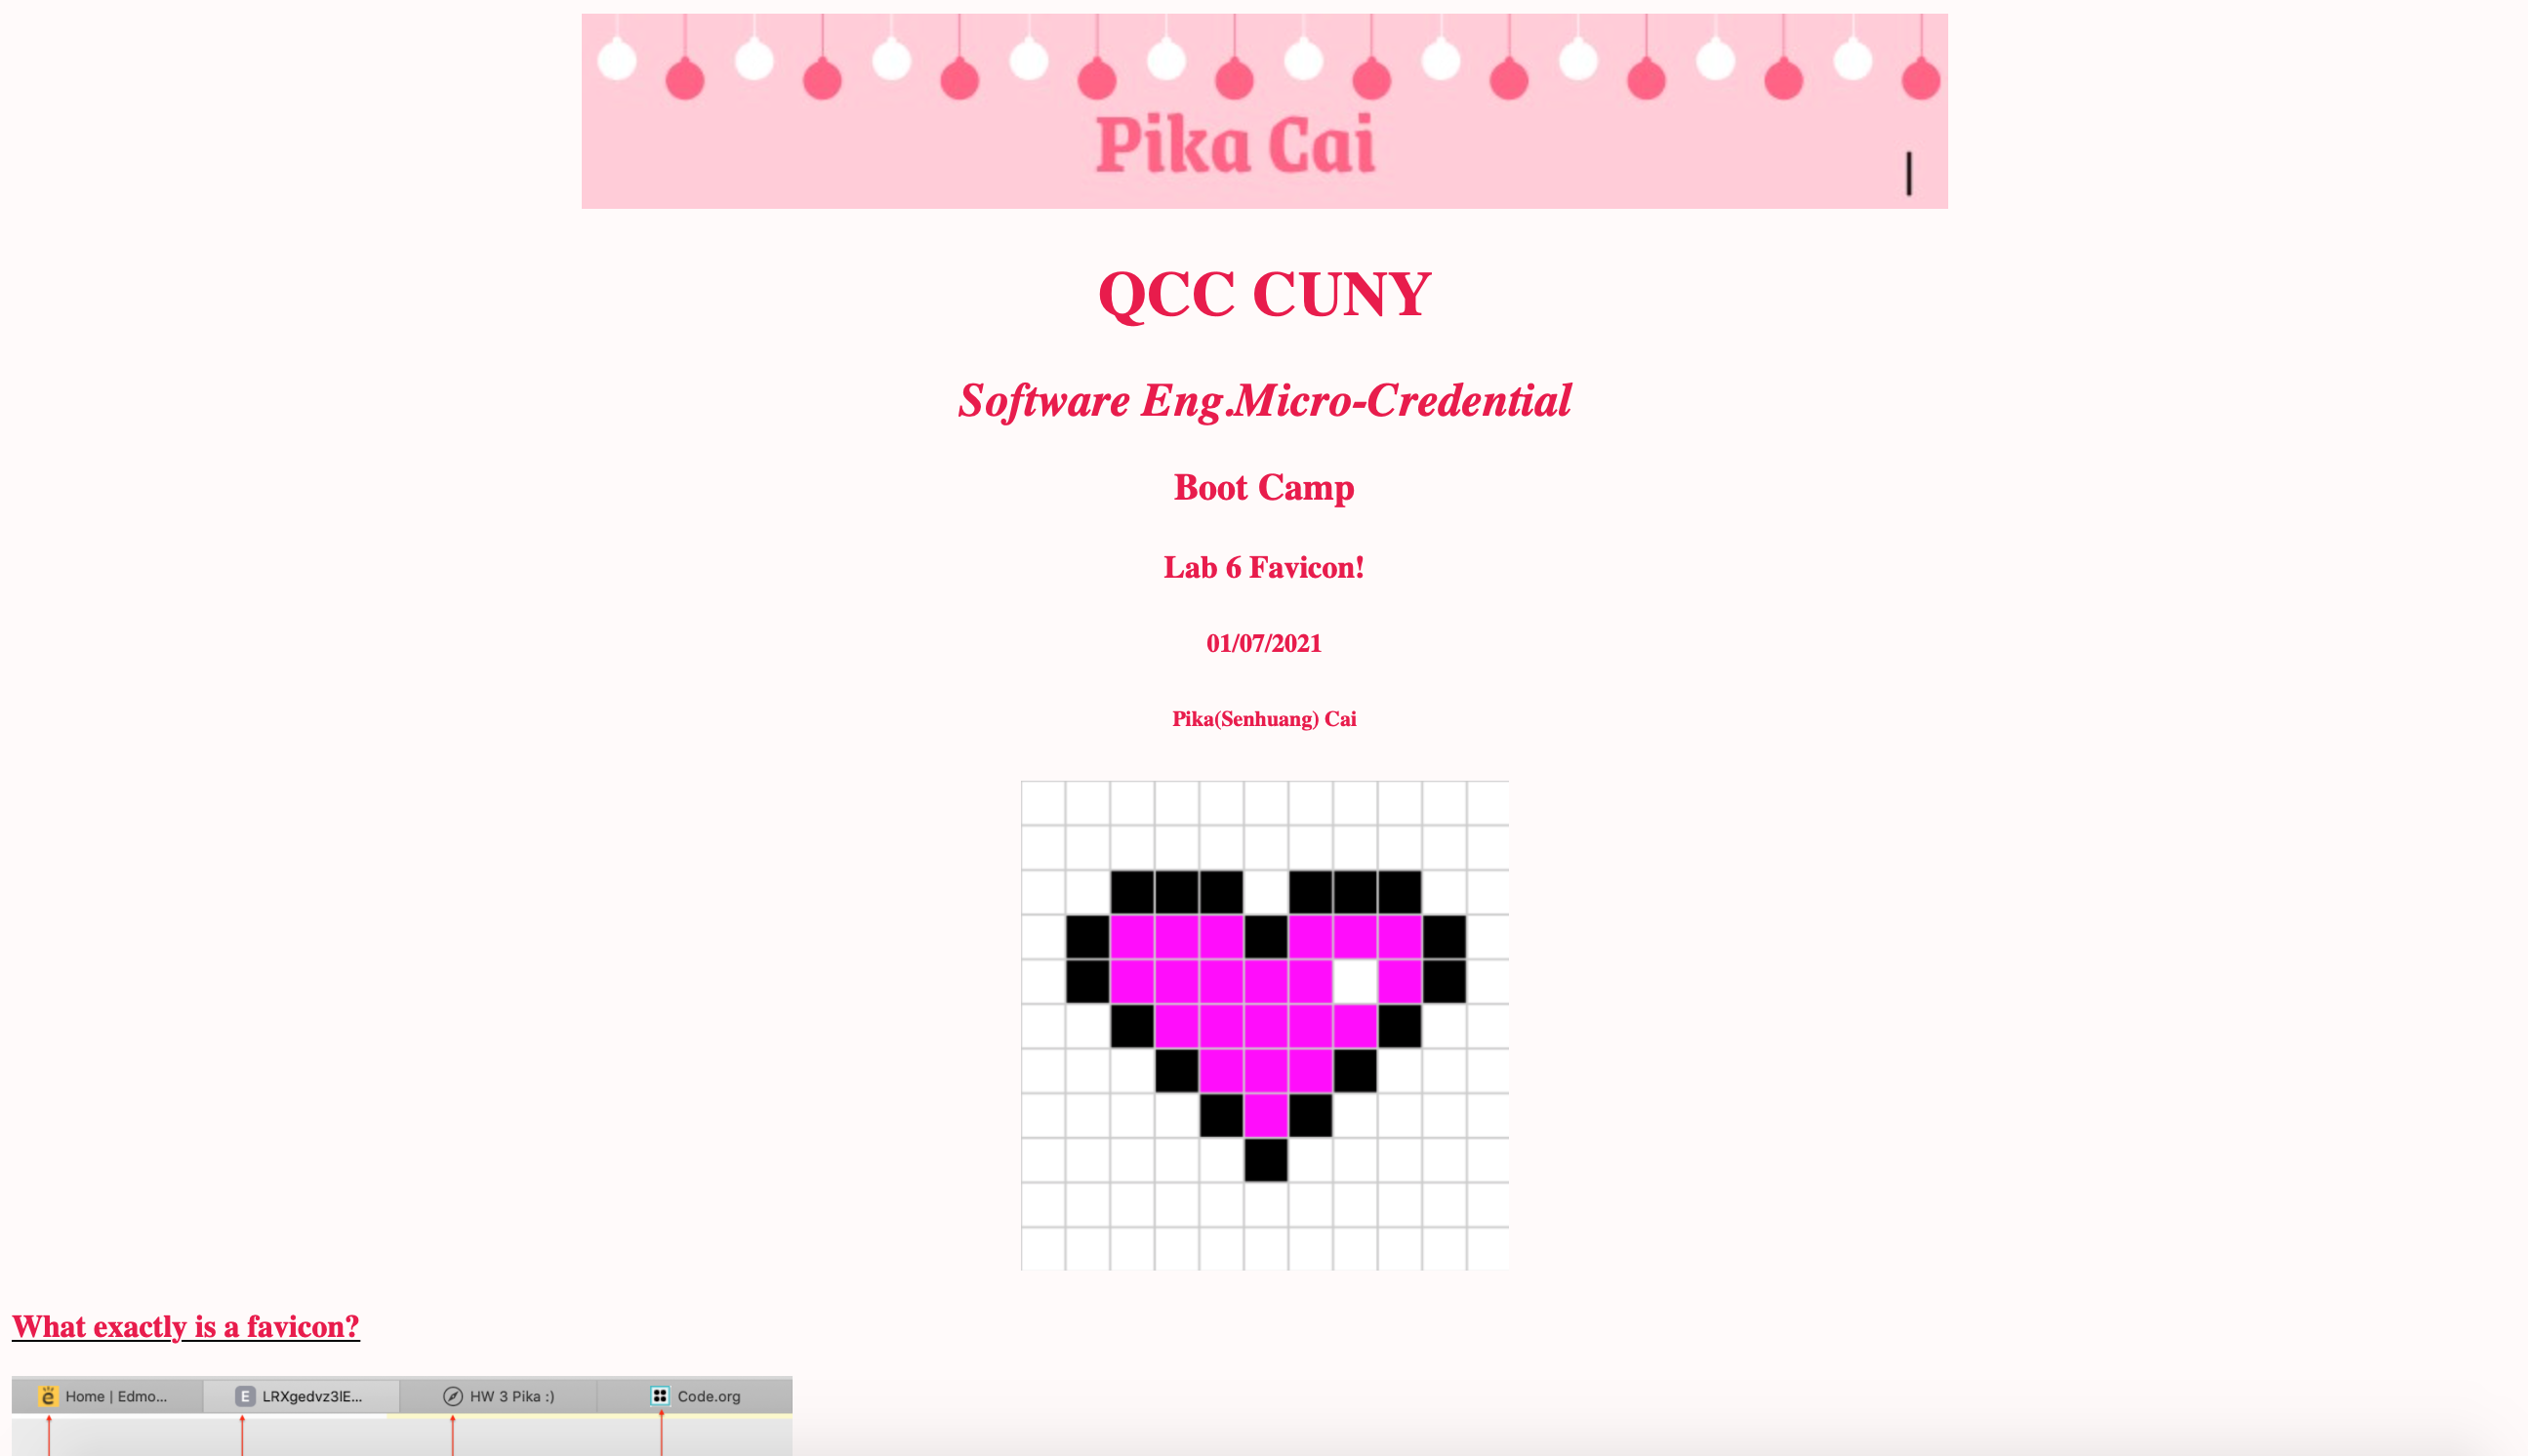 Pika Cai
QCC CUNY
Software Eng.Micro-Credential
Boot Camp
Lab 6 Favicon!
01/07/2021
Pika(Senhuang) Cai
What exactly is a favicon?
ë Home | Edmo... E LRXgedvz3lE... HW 3 Pika :) Code.org